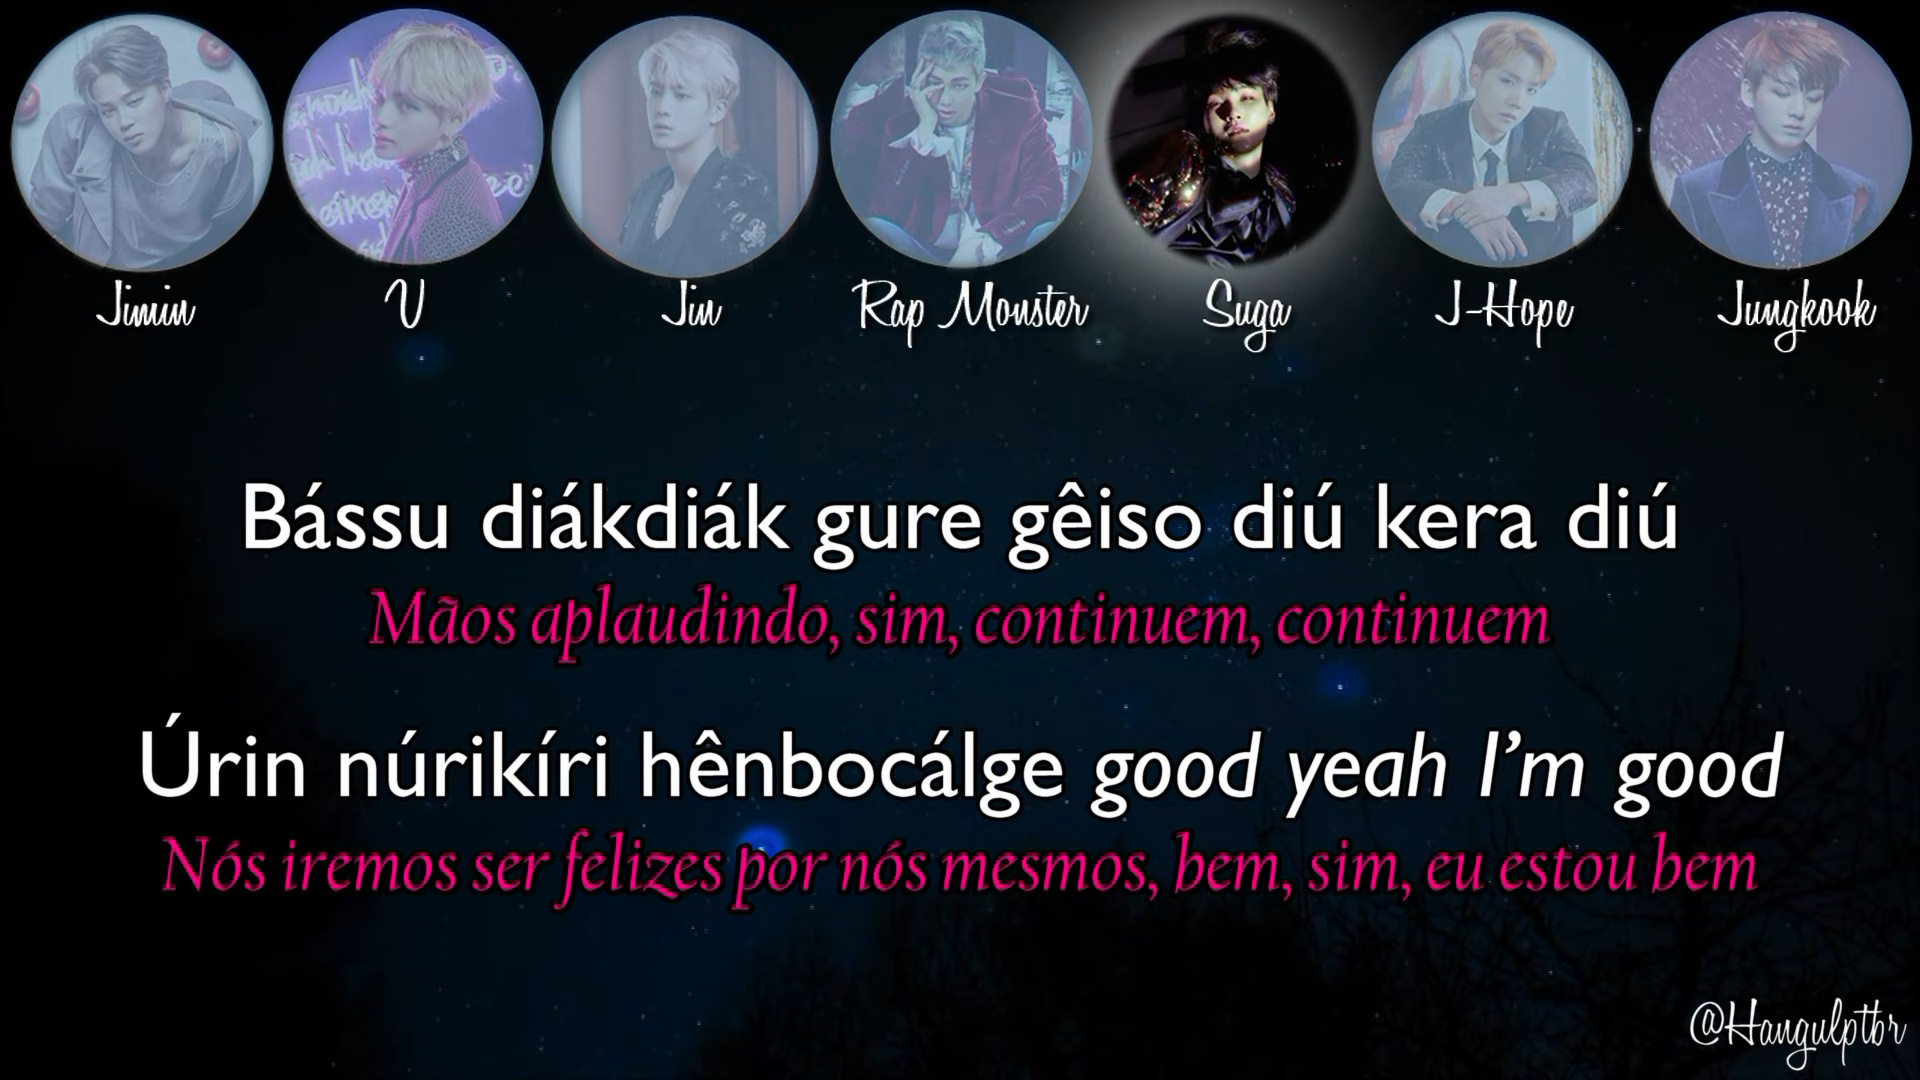 Jimin V Jin Rap Monster Suga J-Hope Jungkook
Bássu diákdiák gure gêiso diú kera diú
Mãos aplaudindo, sim, continuem, continuem
Úrin núrikíri hênbocálge good yeah I'm good
Nós iremos ser felizes por nós mesmos, bem, sim, eu estou bem
@Hangulptbr